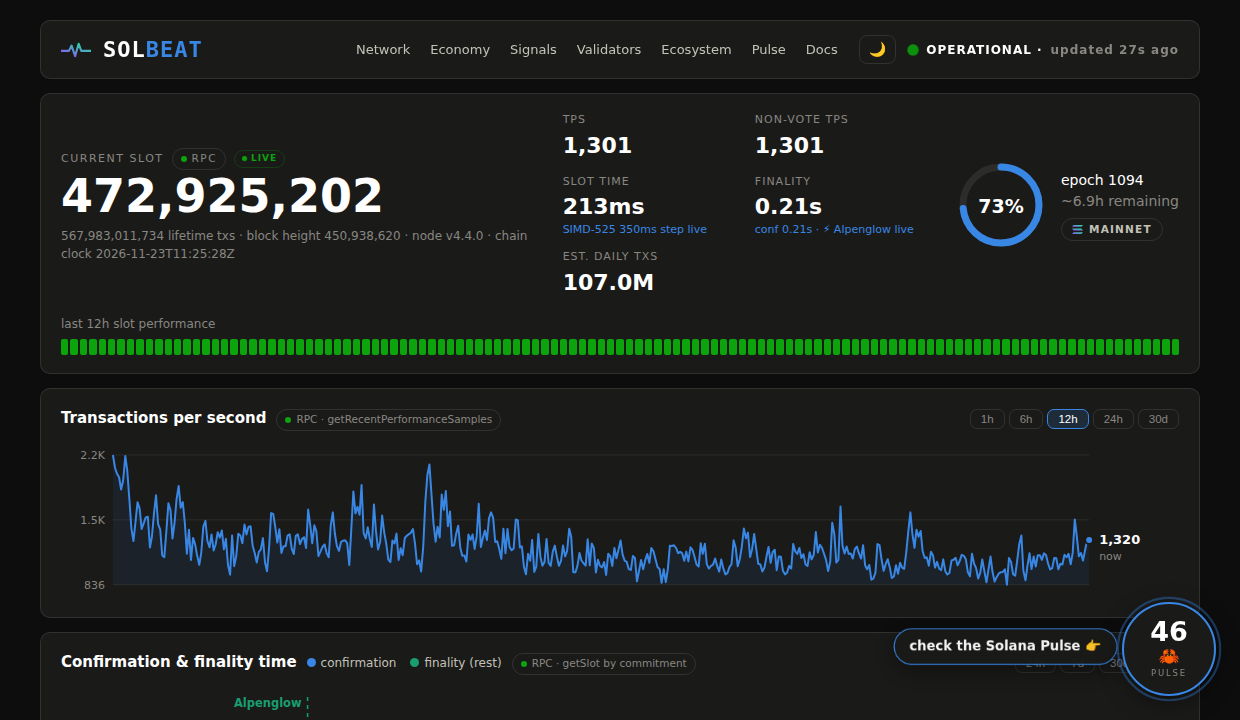 SOLBEAT
Network Economy Signals Validators Ecosystem Pulse Docs
OPERATIONAL · updated 27s ago
CURRENT SLOT RPC LIVE
472,925,202
567,983,011,734 lifetime txs · block height 450,938,620 · node v4.4.0 · chain
clock 2026-11-23T11:25:28Z
TPS
1,301
NON-VOTE TPS
1,301
SLOT TIME
213ms
SIMD-525 350ms step live
FINALITY
0.21s
conf 0.21s · ⚡ Alpenglow live
EST. DAILY TXS
107.0M
73%
epoch 1094
~6.9h remaining
MAINNET
last 12h slot performance
Transactions per second RPC · getRecentPerformanceSamples
1h 6h 12h 24h 30d
2.2K
1.5K
836
1,320
now
Confirmation & finality time confirmation finality (rest) RPC · getSlot by commitment
Alpenglow
check the Solana Pulse 👉
46
PULSE